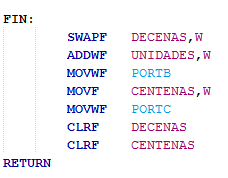 FIN:
SWAPF DECENAS,W
ADDWF UNIDADES,W
MOVWF PORTB
MOVF CENTENAS,W
MOVWF PORTC
CLRF DECENAS
CLRF CENTENAS
RETURN